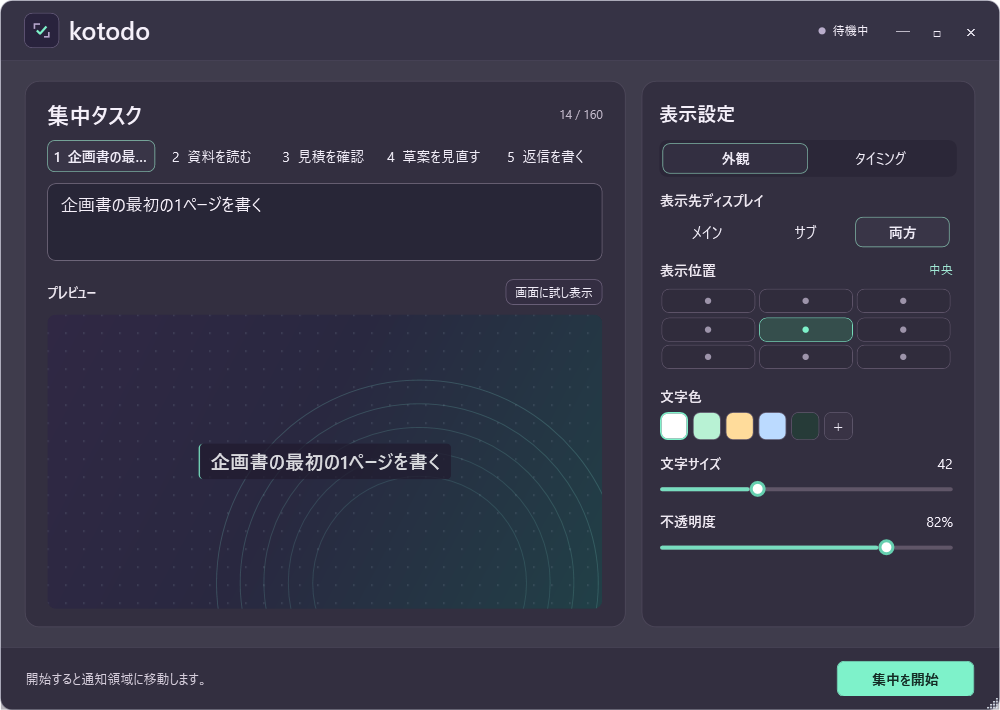 kotodo
待機中
集中タスク
14 / 160
1 企画書の最...
2 資料を読む
3 見積を確認
4 草案を見直す
5 返信を書く
企画書の最初の1ページを書く
プレビュー
画面に試し表示
企画書の最初の1ページを書く
表示設定
外観
タイミング
表示先ディスプレイ
メイン
サブ
両方
表示位置
中央
文字色
+
文字サイズ
42
不透明度
82%
開始すると通知領域に移動します。
集中を開始